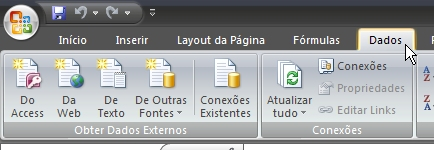 Início Inserir Layout da Página Fórmulas Dados
Do Access
Da Web
De Texto
De Outras Fontes
Conexões Existentes
Obter Dados Externos
Atualizar tudo
Conexões
Propriedades
Editar Links
Conexões
A
Z
Z
A